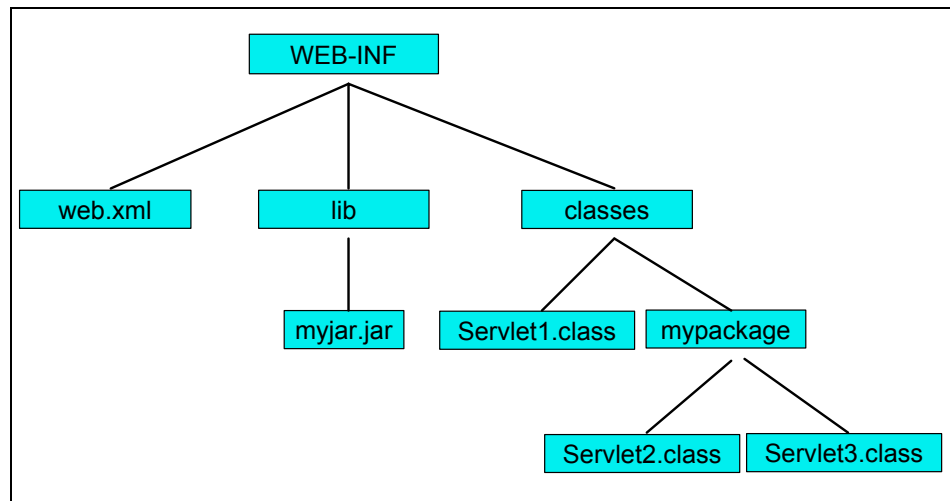 WEB-INF
web.xml
lib
classes
myjar.jar
Servlet1.class
mypackage
Servlet2.class
Servlet3.class